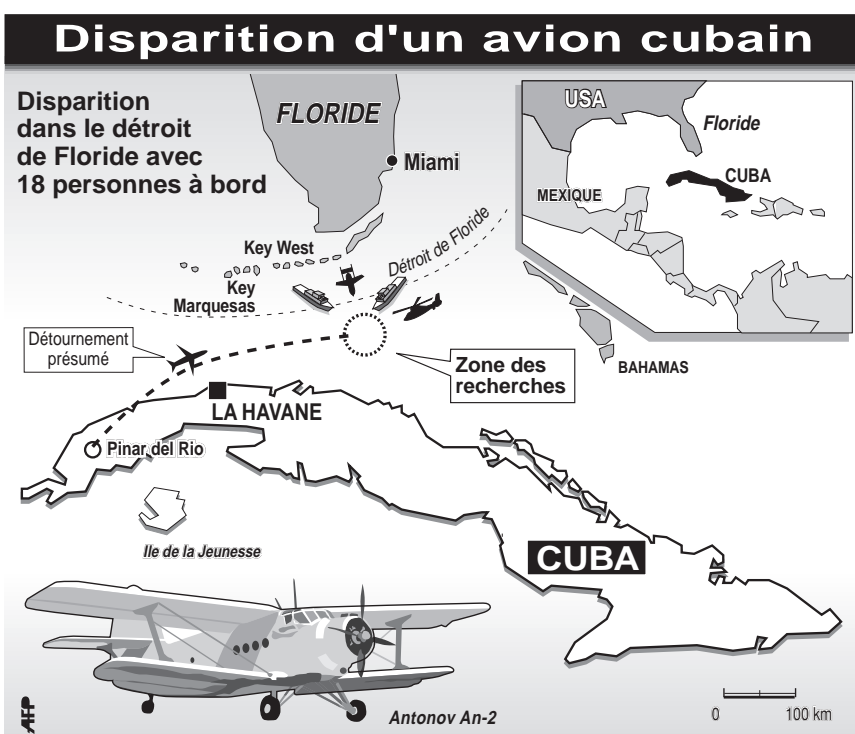 Disparition d'un avion cubain
Disparition
dans le détroit
de Floride avec
18 personnes à bord
FLORIDE
Miami
Key West
Key
Marquesas
Détroit de Floride
USA
Floride
CUBA
MEXIQUE
Détournement
présumé
Zone des
recherches
BAHAMAS
LA HAVANE
Pinar del Rio
Ile de la Jeunesse
CUBA
Antonov An-2
AFP
0 100 km